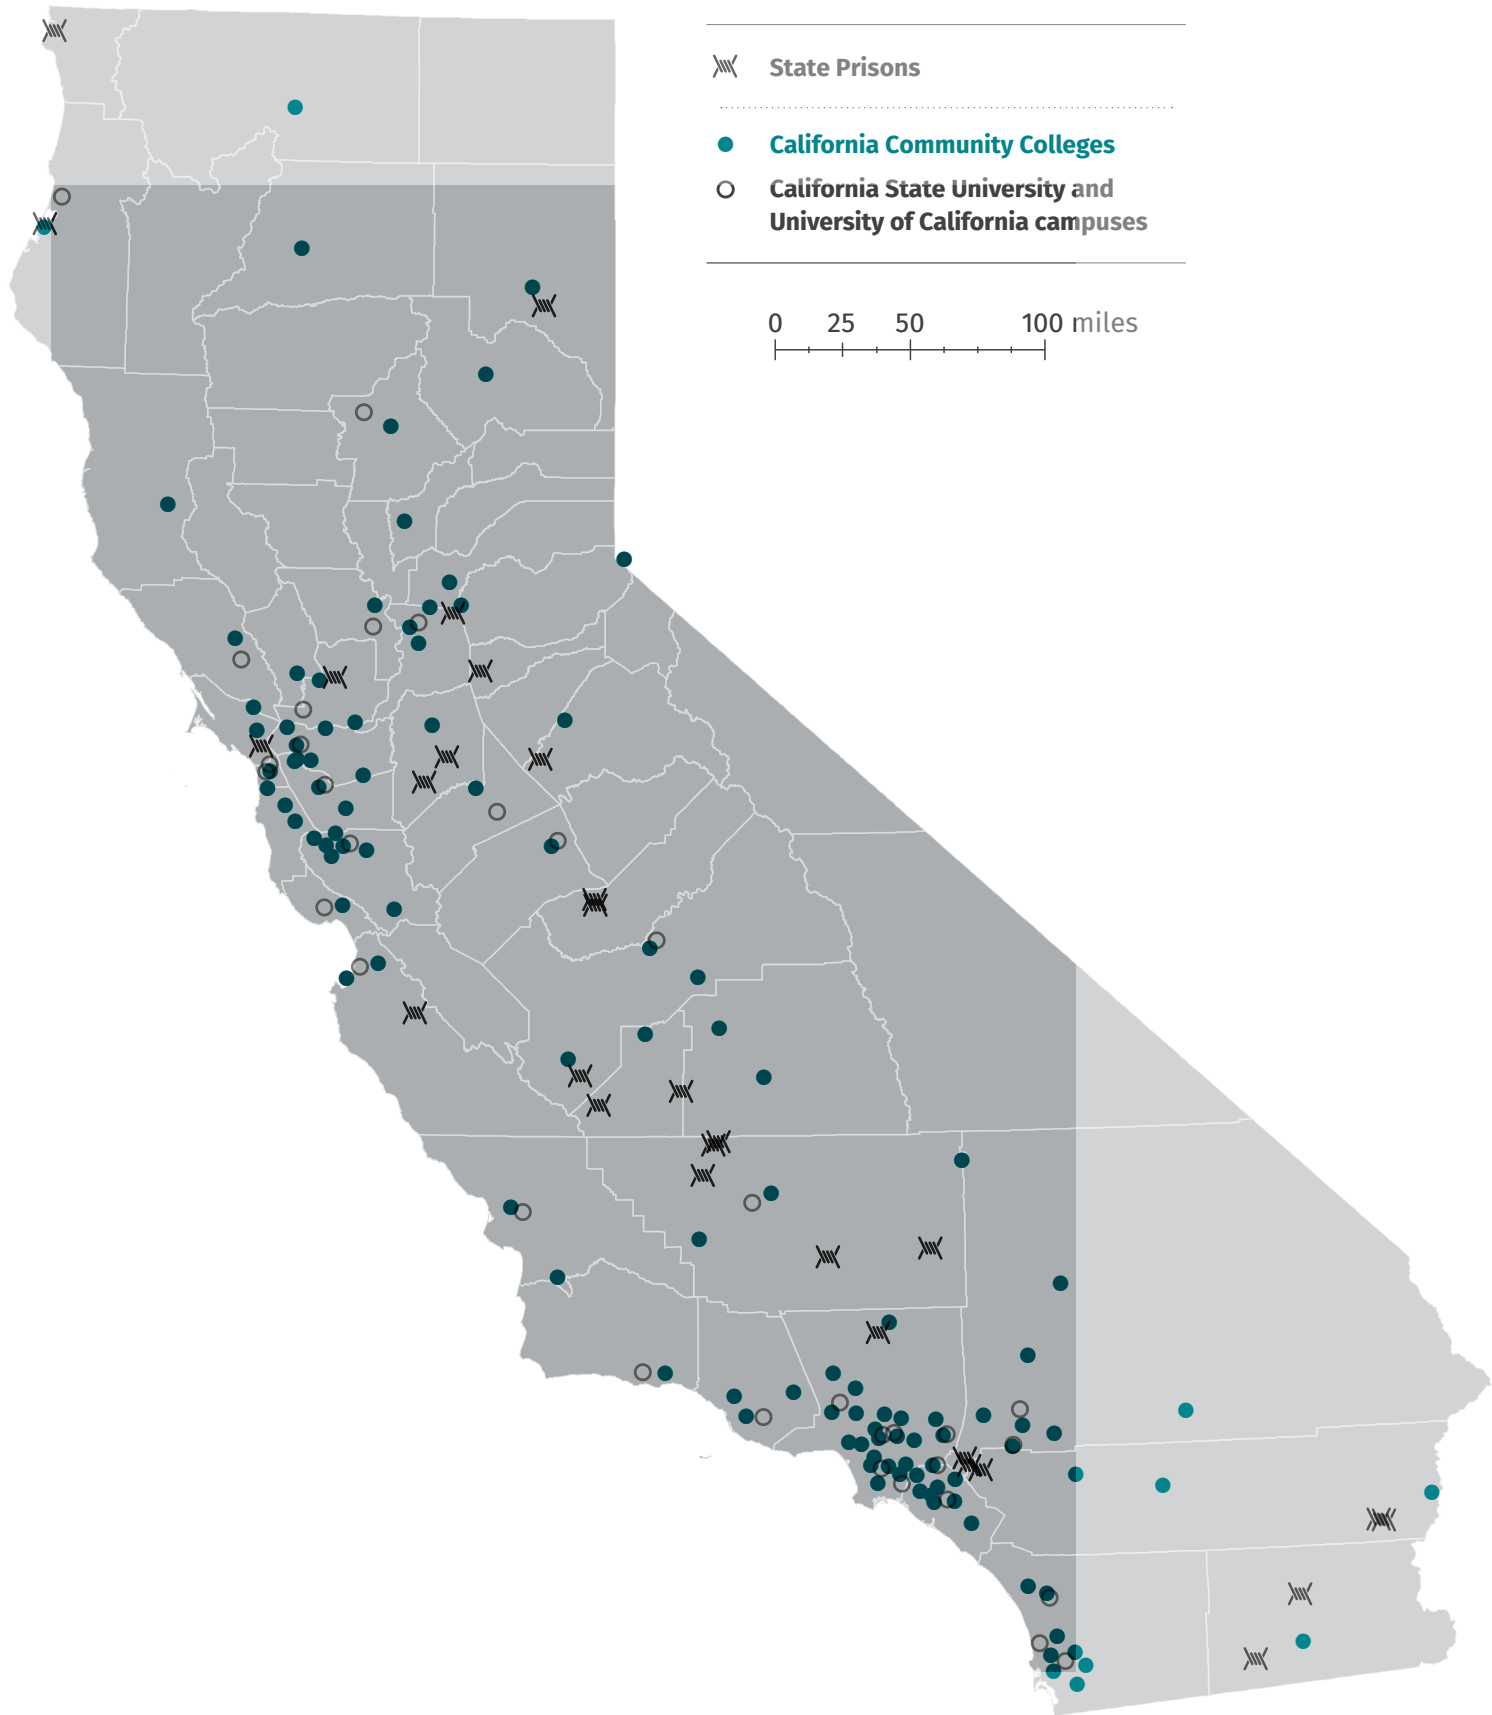 State Prisons
California Community Colleges
California State University and
University of California campuses
0 25 50 100 miles